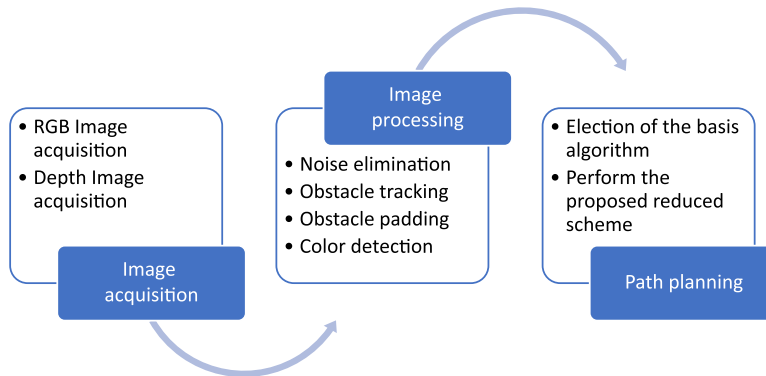 • RGB Image
acquisition
• Depth Image
acquisition
Image
acquisition
Image
processing
• Noise elimination
• Obstacle tracking
• Obstacle padding
• Color detection
• Election of the basis
algorithm
• Perform the
proposed reduced
scheme
Path planning